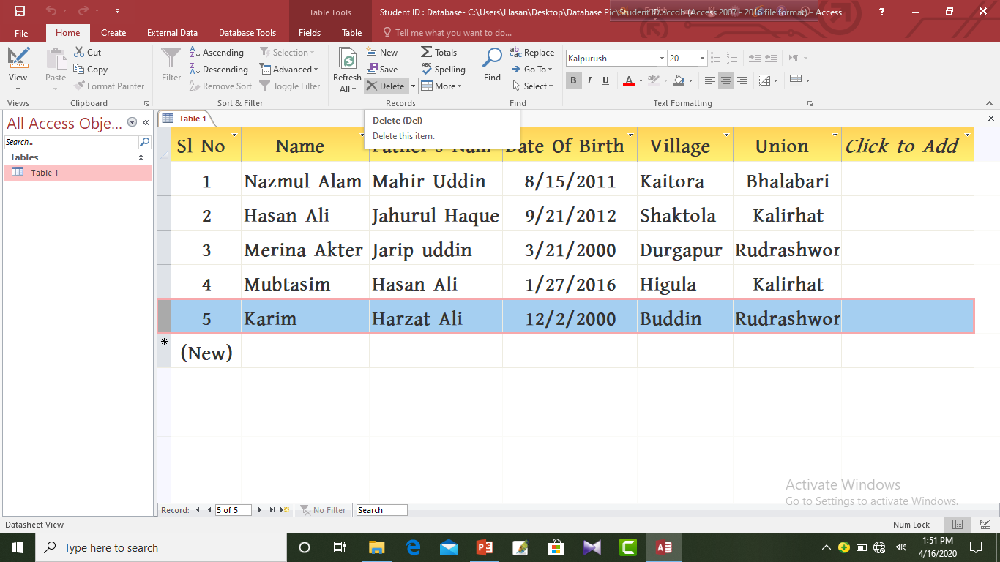 Table Tools
Student ID : Database- C:\Users\Hasan\Desktop\Database Pic\Student ID.accdb (Access 2007 - 2016 file format) - Access
?
File Home Create External Data Database Tools Fields Table Tell me what you want to do...
View
Views
Paste
Cut
Copy
Format Painter
Clipboard
Filter
Ascending
Descending
Remove Sort
Selection
Advanced
Toggle Filter
Sort & Filter
Refresh
All
New
Save
Delete
Totals
Spelling
More
Records
Find
Replace
Go To
Select
Find
Kalpurush 20
B I U A ab
Text Formatting
Delete (Del)
Delete this item.
All Access Obje...
Search...
Tables
Table 1
Table 1
Sl No Name Date Of Birth Village Union Click to Add
1 Nazmul Alam Mahir Uddin 8/15/2011 Kaitora Bhalabari
2 Hasan Ali Jahurul Haque 9/21/2012 Shaktola Kalirhat
3 Merina Akter Jarip uddin 3/21/2000 Durgapur Rudrashwor
4 Mubtasim Hasan Ali 1/27/2016 Higula Kalirhat
5 Karim Harzat Ali 12/2/2000 Buddin Rudrashwor
(New)
Activate Windows
Go to Settings to activate Windows.
Record: 5 of 5 No Filter Search
Datasheet View Num Lock
Type here to search
বাং
1:51 PM
4/16/2020